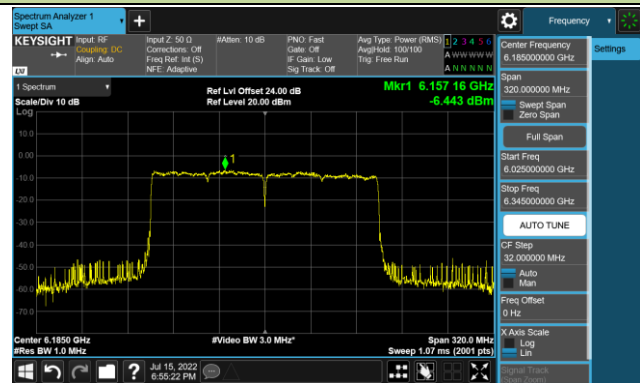 Spectrum Analyzer 1
Swept SA
Frequency
KEYSIGHT
Input: RF
Coupling: DC
Align: Auto
Input Z: 50 Ω
Corrections: Off
Freq Ref: Int (S)
NFE: Adaptive
#Atten: 10 dB
PNO: Fast
Gate: Off
IF Gain: Low
Sig Track: Off
Avg Type: Power (RMS)
Avg|Hold: 100/100
Trig: Free Run
1 2 3 4 5 6
A W W W W W
A N N N N N
LXI
1 Spectrum
Scale/Div 10 dB
Log
Ref Lvl Offset 24.00 dB
Ref Level 20.00 dBm
Mkr1 6.157 16 GHz
-6.443 dBm
10.0
0.00
-10.0
-20.0
-30.0
-40.0
-50.0
-60.0
-70.0
1
Center 6.1850 GHz
#Res BW 1.0 MHz
#Video BW 3.0 MHz*
Span 320.0 MHz
Sweep 1.07 ms (2001 pts)
Jul 15, 2022
6:55:22 PM
Center Frequency
6.185000000 GHz
Settings
Span
320.000000 MHz
Swept Span
Zero Span
Full Span
Start Freq
6.025000000 GHz
Stop Freq
6.345000000 GHz
AUTO TUNE
CF Step
32.000000 MHz
Auto
Man
Freq Offset
0 Hz
X Axis Scale
Log
Lin
Signal Track
(Span Zoom)